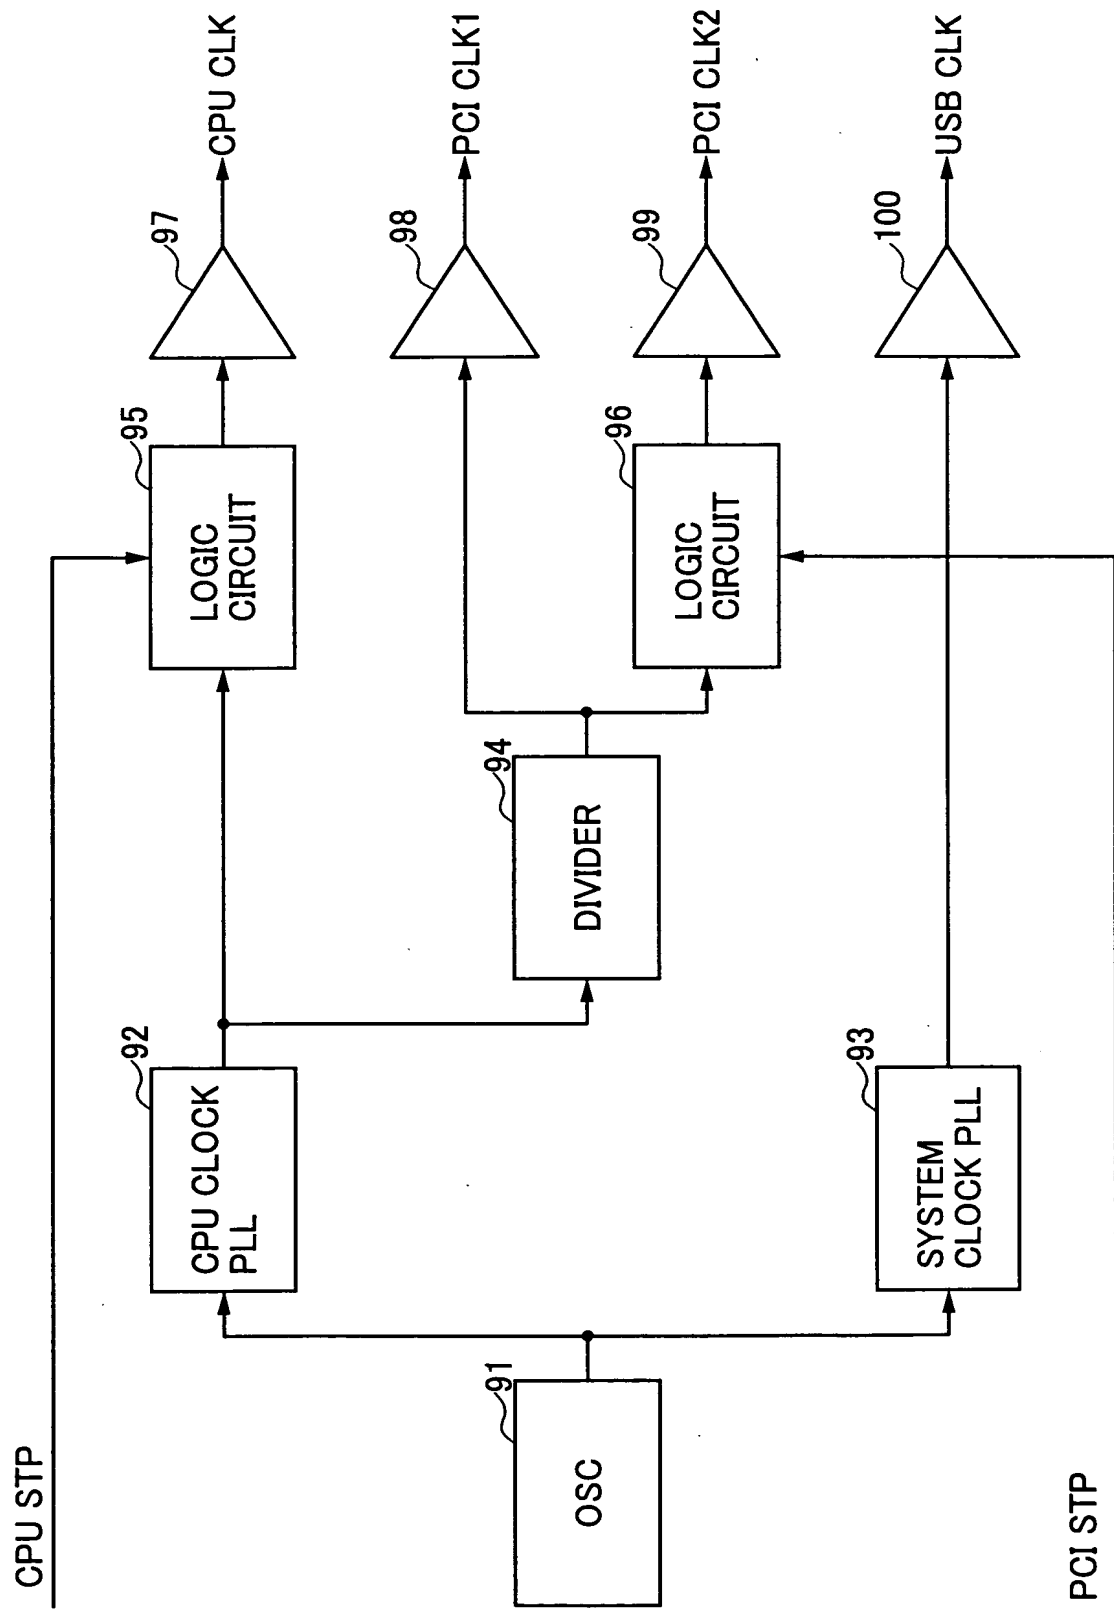 CPU STP
91
OSC
92
CPU CLOCK
PLL
93
SYSTEM
CLOCK PLL
94
DIVIDER
95
LOGIC
CIRCUIT
96
LOGIC
CIRCUIT
97
CPU CLK
98
PCI CLK1
99
PCI CLK2
100
USB CLK
PCI STP